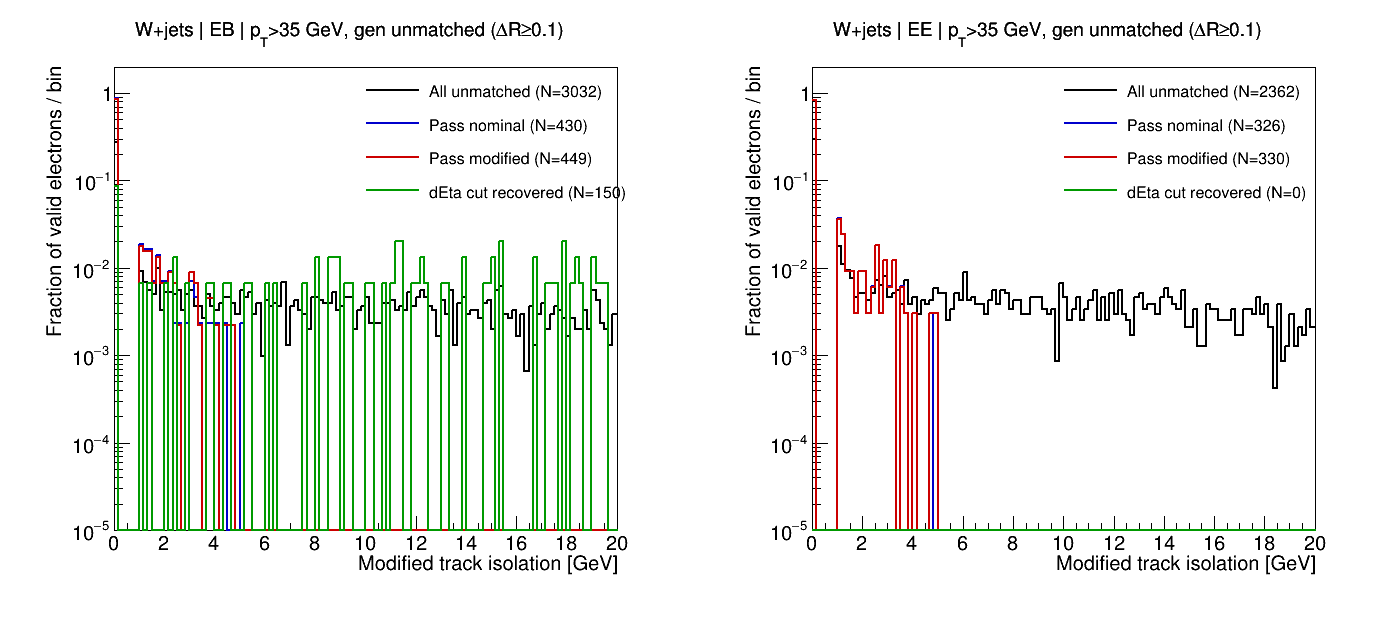 W+jets | EB | pT>35 GeV, gen unmatched (ΔR≥0.1)
Fraction of valid electrons / bin
All unmatched (N=3032)
Pass nominal (N=430)
Pass modified (N=449)
dEta cut recovered (N=150)
1
10−1
10−2
10−3
10−4
10−5
0 2 4 6 8 10 12 14 16 18 20
Modified track isolation [GeV]
W+jets | EE | pT>35 GeV, gen unmatched (ΔR≥0.1)
Fraction of valid electrons / bin
All unmatched (N=2362)
Pass nominal (N=326)
Pass modified (N=330)
dEta cut recovered (N=0)
1
10−1
10−2
10−3
10−4
10−5
0 2 4 6 8 10 12 14 16 18 20
Modified track isolation [GeV]